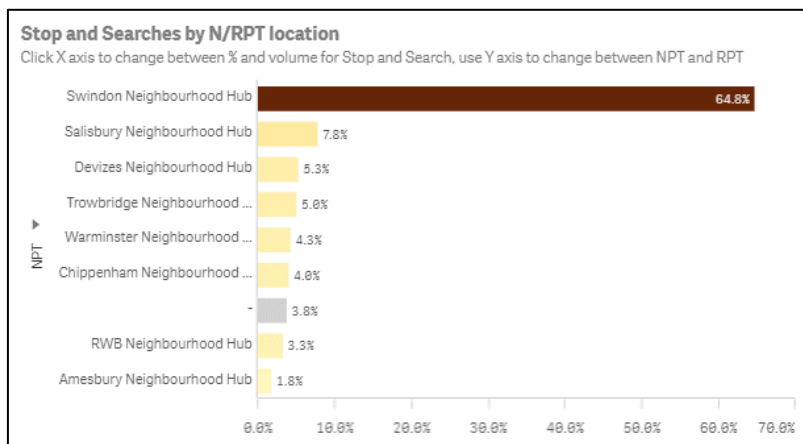 Stop and Searches by N/RPT location
Click X axis to change between % and volume for Stop and Search, use Y axis to change between NPT and RPT
Swindon Neighbourhood Hub 64.8%
Salisbury Neighbourhood Hub 7.8%
Devizes Neighbourhood Hub 5.3%
Trowbridge Neighbourhood ... 5.0%
Warminster Neighbourhood ... 4.3%
Chippenham Neighbourhood ... 4.0%
- 3.8%
RWB Neighbourhood Hub 3.3%
Amesbury Neighbourhood Hub 1.8%
NPT
0.0% 10.0% 20.0% 30.0% 40.0% 50.0% 60.0% 70.0%